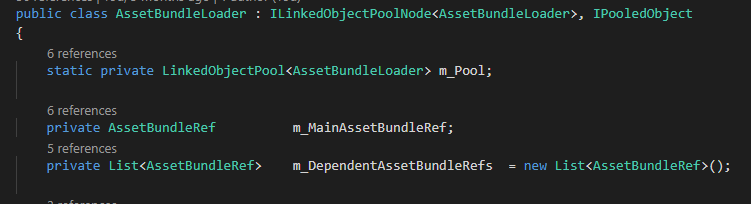 public class AssetBundleLoader : ILinkedObjectPoolNode<AssetBundleLoader>, IPooledObject
{
6 references
static private LinkedObjectPool<AssetBundleLoader> m_Pool;
6 references
private AssetBundleRef m_MainAssetBundleRef;
5 references
private List<AssetBundleRef> m_DependentAssetBundleRefs = new List<AssetBundleRef>();